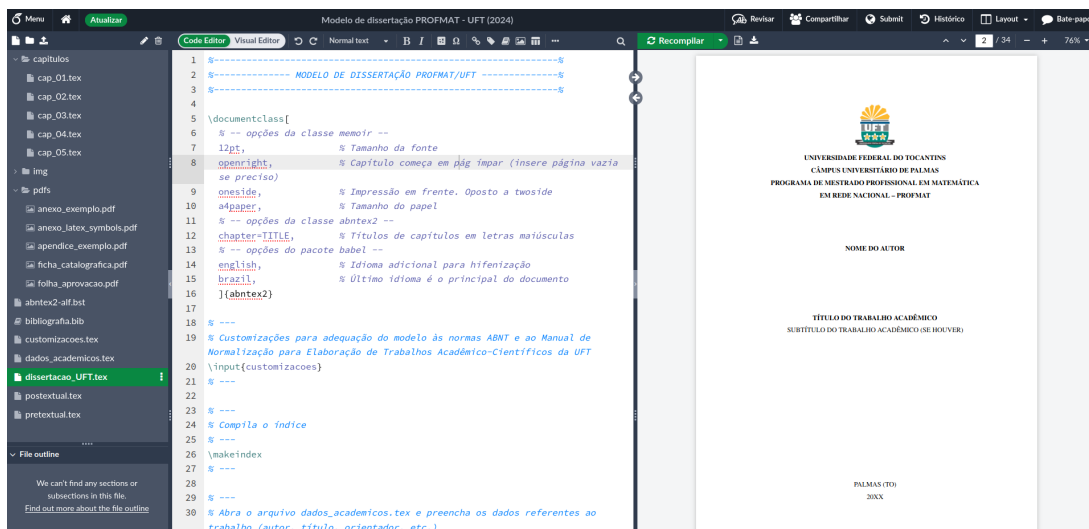 Menu
Atualizar
Modelo de dissertação PROFMAT - UFT (2024)
Revisar
Compartilhar
Submit
Histórico
Layout
Bate-papo
Code Editor
Visual Editor
Normal text
B I
Ω
Recompilar
2 / 34
76%
capitulos
cap_01.tex
cap_02.tex
cap_03.tex
cap_04.tex
cap_05.tex
img
pdfs
anexo_exemplo.pdf
anexo_latex_symbols.pdf
apendice_exemplo.pdf
ficha_catalografica.pdf
folha_aprovacao.pdf
abntex2-alf.bst
bibliografia.bib
customizacoes.tex
dados_academicos.tex
dissertacao_UFT.tex
postextual.tex
pretextual.tex
File outline
We can't find any sections or
subsections in this file.
Find out more about the file outline
1 %----------------------------------------------------------------%
2 %-------------- MODELO DE DISSERTAÇÃO PROFMAT/UFT --------------%
3 %----------------------------------------------------------------%
4
5 \documentclass[
6 % -- opções da classe memoir --
7 12pt, % Tamanho da fonte
8 openright, % Capítulo começa em pág ímpar (insere página vazia
se preciso)
9 oneside, % Impressão em frente. Oposto a twoside
10 a4paper, % Tamanho do papel
11 % -- opções da classe abntex2 --
12 chapter=TITLE, % Títulos de capítulos em letras maiúsculas
13 % -- opções do pacote babel --
14 english, % Idioma adicional para hifenização
15 brazil, % Último idioma é o principal do documento
16 ]{abntex2}
17
18 % ---
19 % Customizações para adequação do modelo às normas ABNT e ao Manual de
Normalização para Elaboração de Trabalhos Acadêmico-Científicos da UFT
20 \input{customizacoes}
21 % ---
22
23 % ---
24 % Compila o índice
25 % ---
26 \makeindex
27 % ---
28
29 % ---
30 % Abra o arquivo dados_academicos.tex e preencha os dados referentes ao
trabalho (autor, título, orientador, etc.)
UFT
UNIVERSIDADE FEDERAL DO TOCANTINS
CÂMPUS UNIVERSITÁRIO DE PALMAS
PROGRAMA DE MESTRADO PROFISSIONAL EM MATEMÁTICA
EM REDE NACIONAL – PROFMAT
NOME DO AUTOR
TÍTULO DO TRABALHO ACADÊMICO
SUBTÍTULO DO TRABALHO ACADÊMICO (SE HOUVER)
PALMAS (TO)
20XX